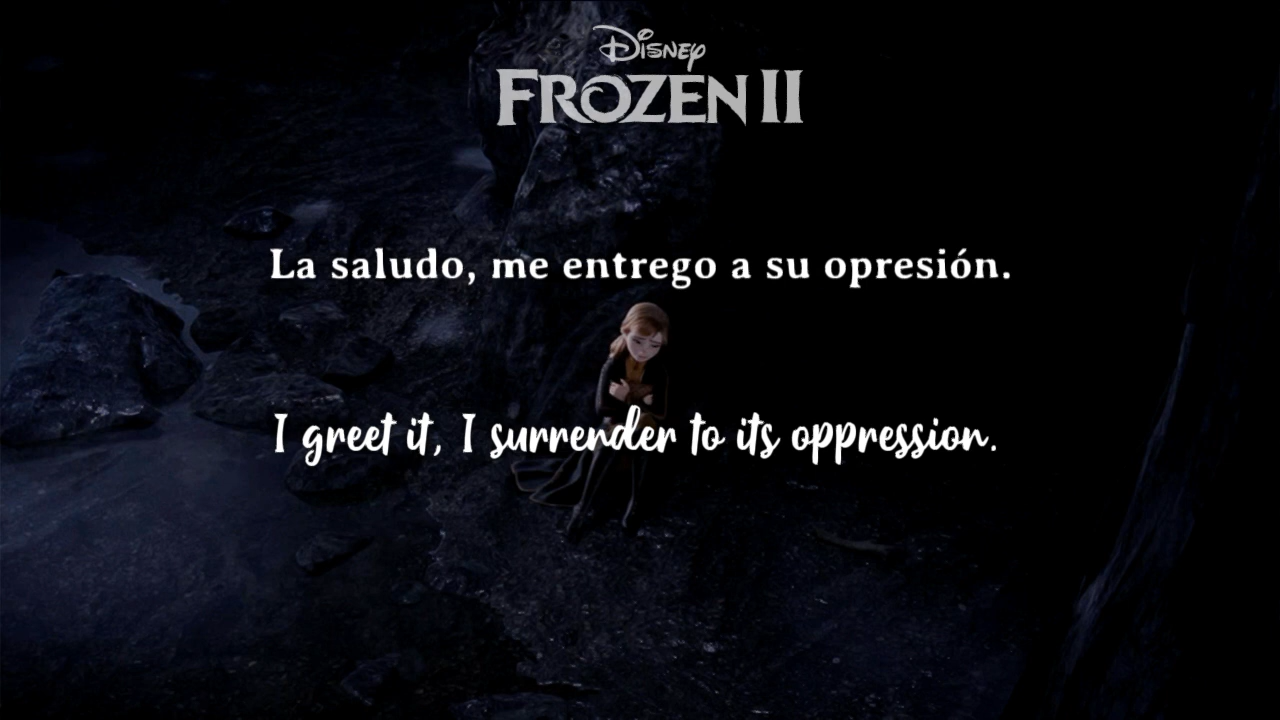 Disney
FROZEN II
La saludo, me entrego a su opresión.
I greet it, I surrender to its oppression.